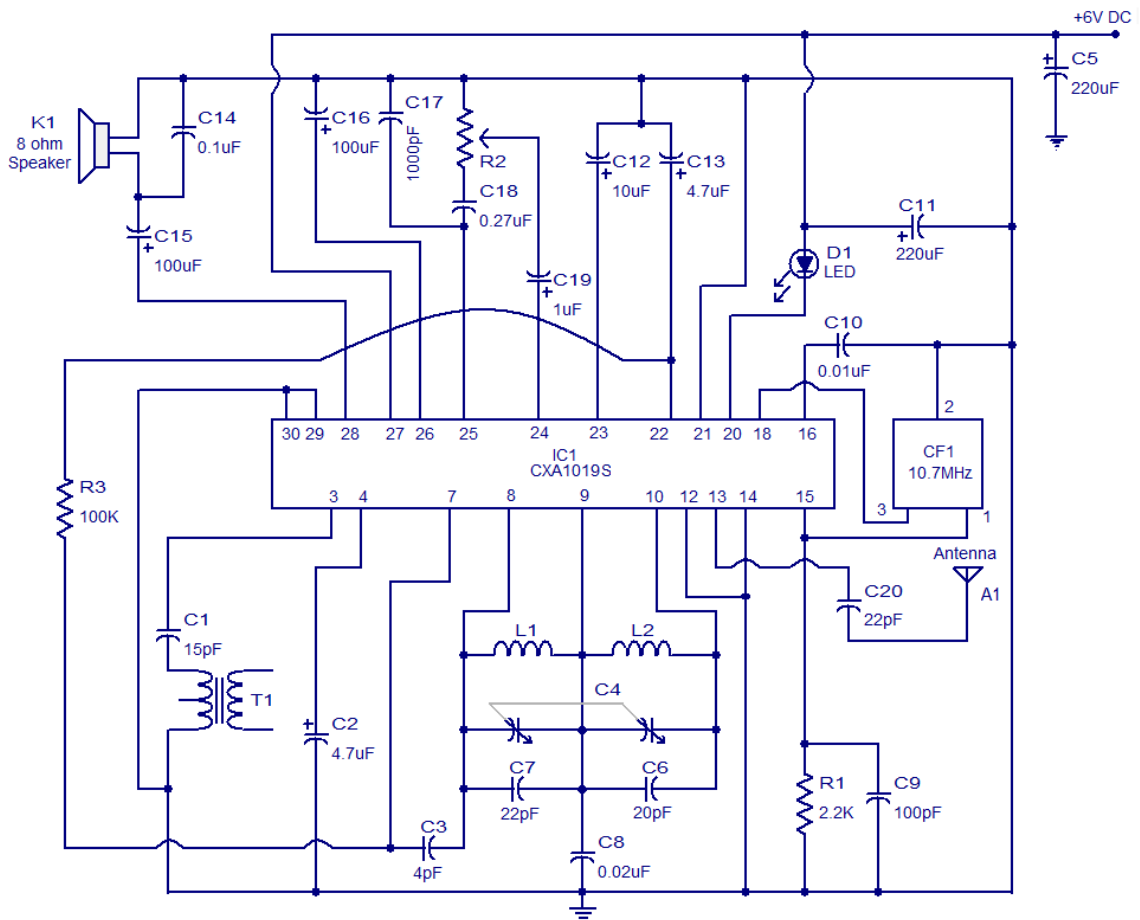 +6V DC
C5
220uF
K1
8 ohm
Speaker
C14
0.1uF
C16
100uF
C17
1000pF
R2
C18
0.27uF
C12
10uF
C13
4.7uF
C15
100uF
C19
1uF
C11
220uF
D1
LED
C10
0.01uF
30 29 28 27 26 25 24 23 22 21 20 18 16
IC1
CXA1019S
3 4 7 8 9 10 12 13 14 15
2
CF1
10.7MHz
3
1
R3
100K
Antenna
A1
C20
22pF
C1
15pF
T1
L1
L2
C4
C2
4.7uF
C7
22pF
C6
20pF
R1
2.2K
C9
100pF
C3
4pF
C8
0.02uF